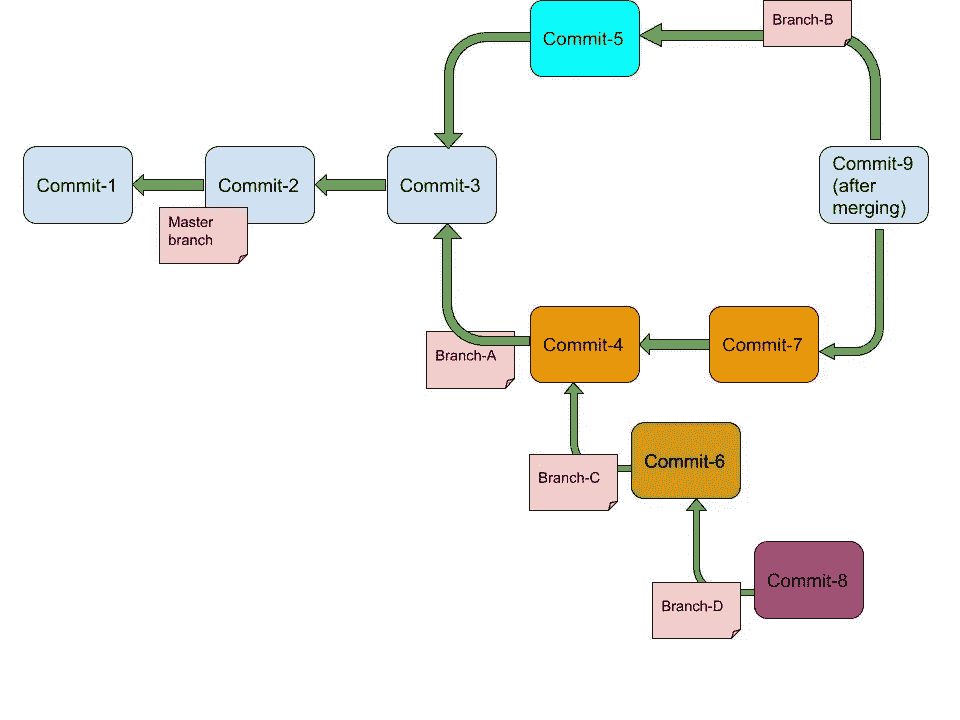 Branch-B
Commit-5
Commit-1
Commit-2
Commit-3
Commit-9
(after
merging)
Master
branch
Branch-A
Commit-4
Commit-7
Branch-C
Commit-6
Branch-D
Commit-8